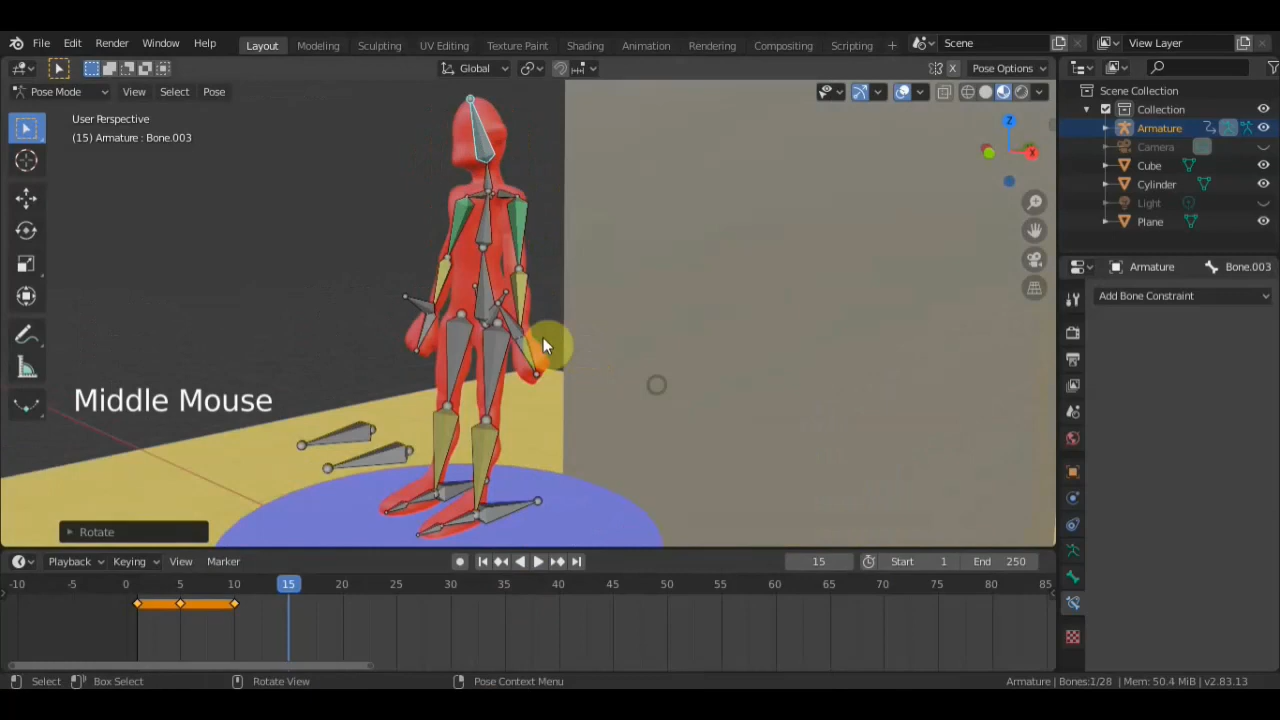 File Edit Render Window Help Layout Modeling Sculpting UV Editing Texture Paint Shading Animation Rendering Compositing Scripting + Scene View Layer
Global Pose Options
Pose Mode View Select Pose
User Perspective
(15) Armature : Bone.003
Z
X
Middle Mouse
Rotate
Scene Collection
Collection
Armature
Camera
Cube
Cylinder
Light
Plane
Armature Bone.003
Add Bone Constraint
Playback Keying View Marker 15 Start 1 End 250
-10 -5 0 5 10 15 20 25 30 35 40 45 50 55 60 65 70 75 80 85
Select Box Select Rotate View Pose Context Menu Armature | Bones:1/28 | Mem: 50.4 MiB | v2.83.13